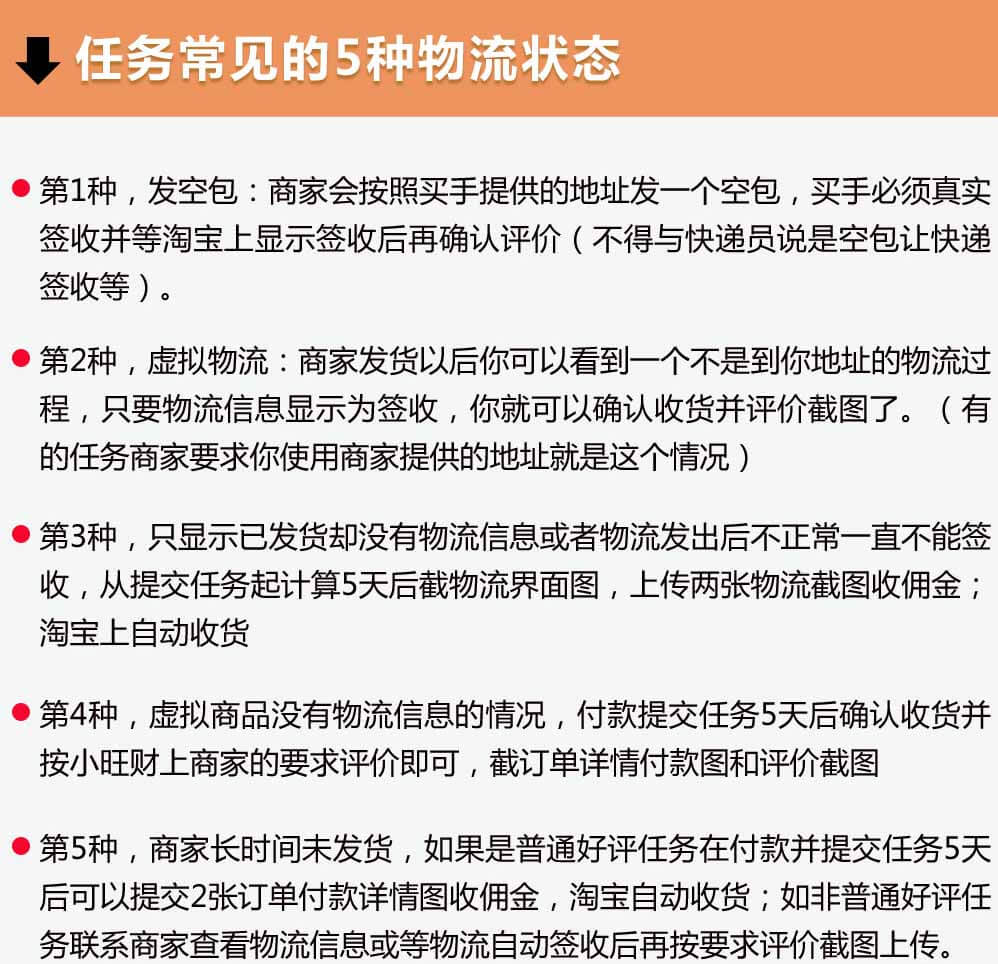 任务常见的5种物流状态
第1种，发空包：商家会按照买手提供的地址发一个空包，买手必须真实
签收并等淘宝上显示签收后再确认评价（不得与快递员说是空包让快递
签收等）。
第2种，虚拟物流：商家发货以后你可以看到一个不是到你地址的物流过
程，只要物流信息显示为签收，你就可以确认收货并评价截图了。（有
的任务商家要求你使用商家提供的地址就是这个情况）
第3种，只显示已发货却没有物流信息或者物流发出后不正常一直不能签
收，从提交任务起计算5天后截物流界面图，上传两张物流截图收佣金；
淘宝上自动收货
第4种，虚拟商品没有物流信息的情况，付款提交任务5天后确认收货并
按小旺财上商家的要求评价即可，截订单详情付款图和评价截图
第5种，商家长时间未发货，如果是普通好评任务在付款并提交任务5天
后可以提交2张订单付款详情图收佣金，淘宝自动收货；如非普通好评任
务联系商家查看物流信息或等物流自动签收后再按要求评价截图上传。